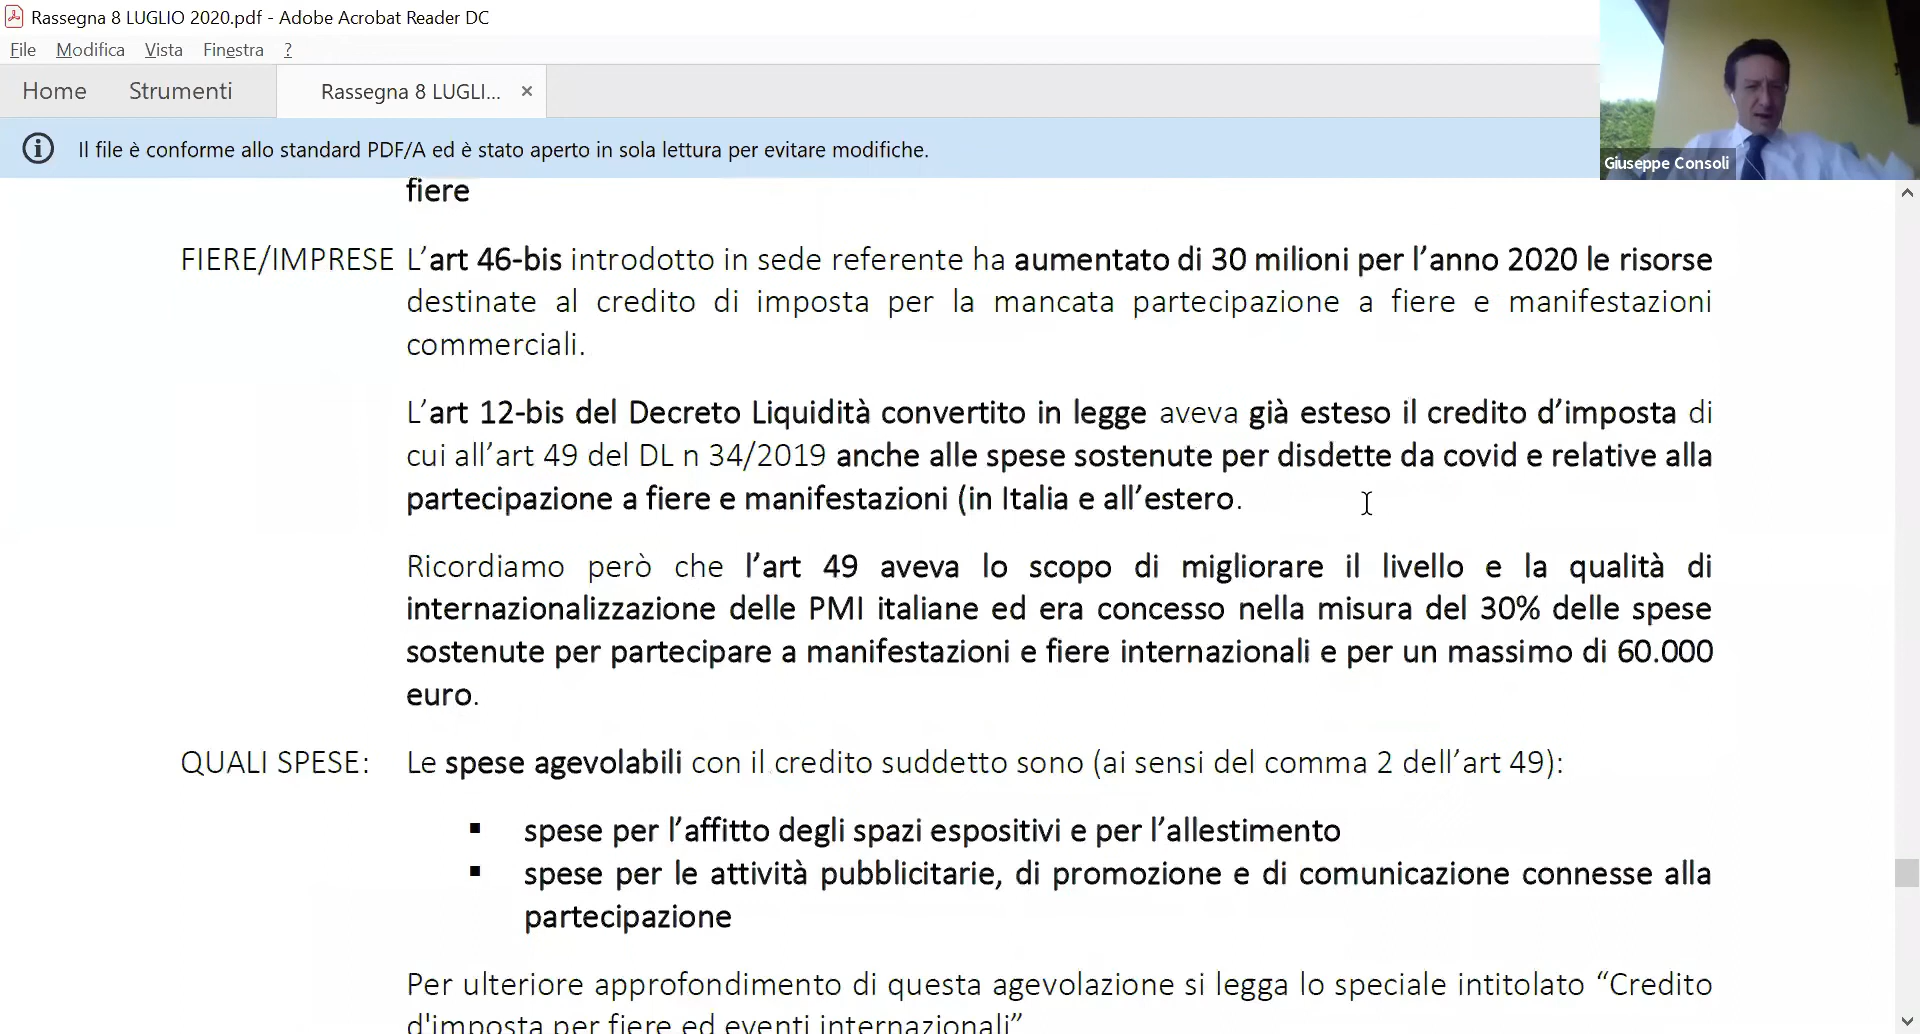 Rassegna 8 LUGLIO 2020.pdf - Adobe Acrobat Reader DC
File Modifica Vista Finestra ?
Home Strumenti Rassegna 8 LUGLI... ×
Il file è conforme allo standard PDF/A ed è stato aperto in sola lettura per evitare modifiche.
Giuseppe Consoli
fiere
FIERE/IMPRESE L’art 46-bis introdotto in sede referente ha aumentato di 30 milioni per l’anno 2020 le risorse
destinate al credito di imposta per la mancata partecipazione a fiere e manifestazioni
commerciali.
L’art 12-bis del Decreto Liquidità convertito in legge aveva già esteso il credito d’imposta di
cui all’art 49 del DL n 34/2019 anche alle spese sostenute per disdette da covid e relative alla
partecipazione a fiere e manifestazioni (in Italia e all’estero.
Ricordiamo però che l’art 49 aveva lo scopo di migliorare il livello e la qualità di
internazionalizzazione delle PMI italiane ed era concesso nella misura del 30% delle spese
sostenute per partecipare a manifestazioni e fiere internazionali e per un massimo di 60.000
euro.
QUALI SPESE: Le spese agevolabili con il credito suddetto sono (ai sensi del comma 2 dell’art 49):
▪ spese per l’affitto degli spazi espositivi e per l’allestimento
▪ spese per le attività pubblicitarie, di promozione e di comunicazione connesse alla
partecipazione
Per ulteriore approfondimento di questa agevolazione si legga lo speciale intitolato “Credito
d'imposta per fiere ed eventi internazionali”